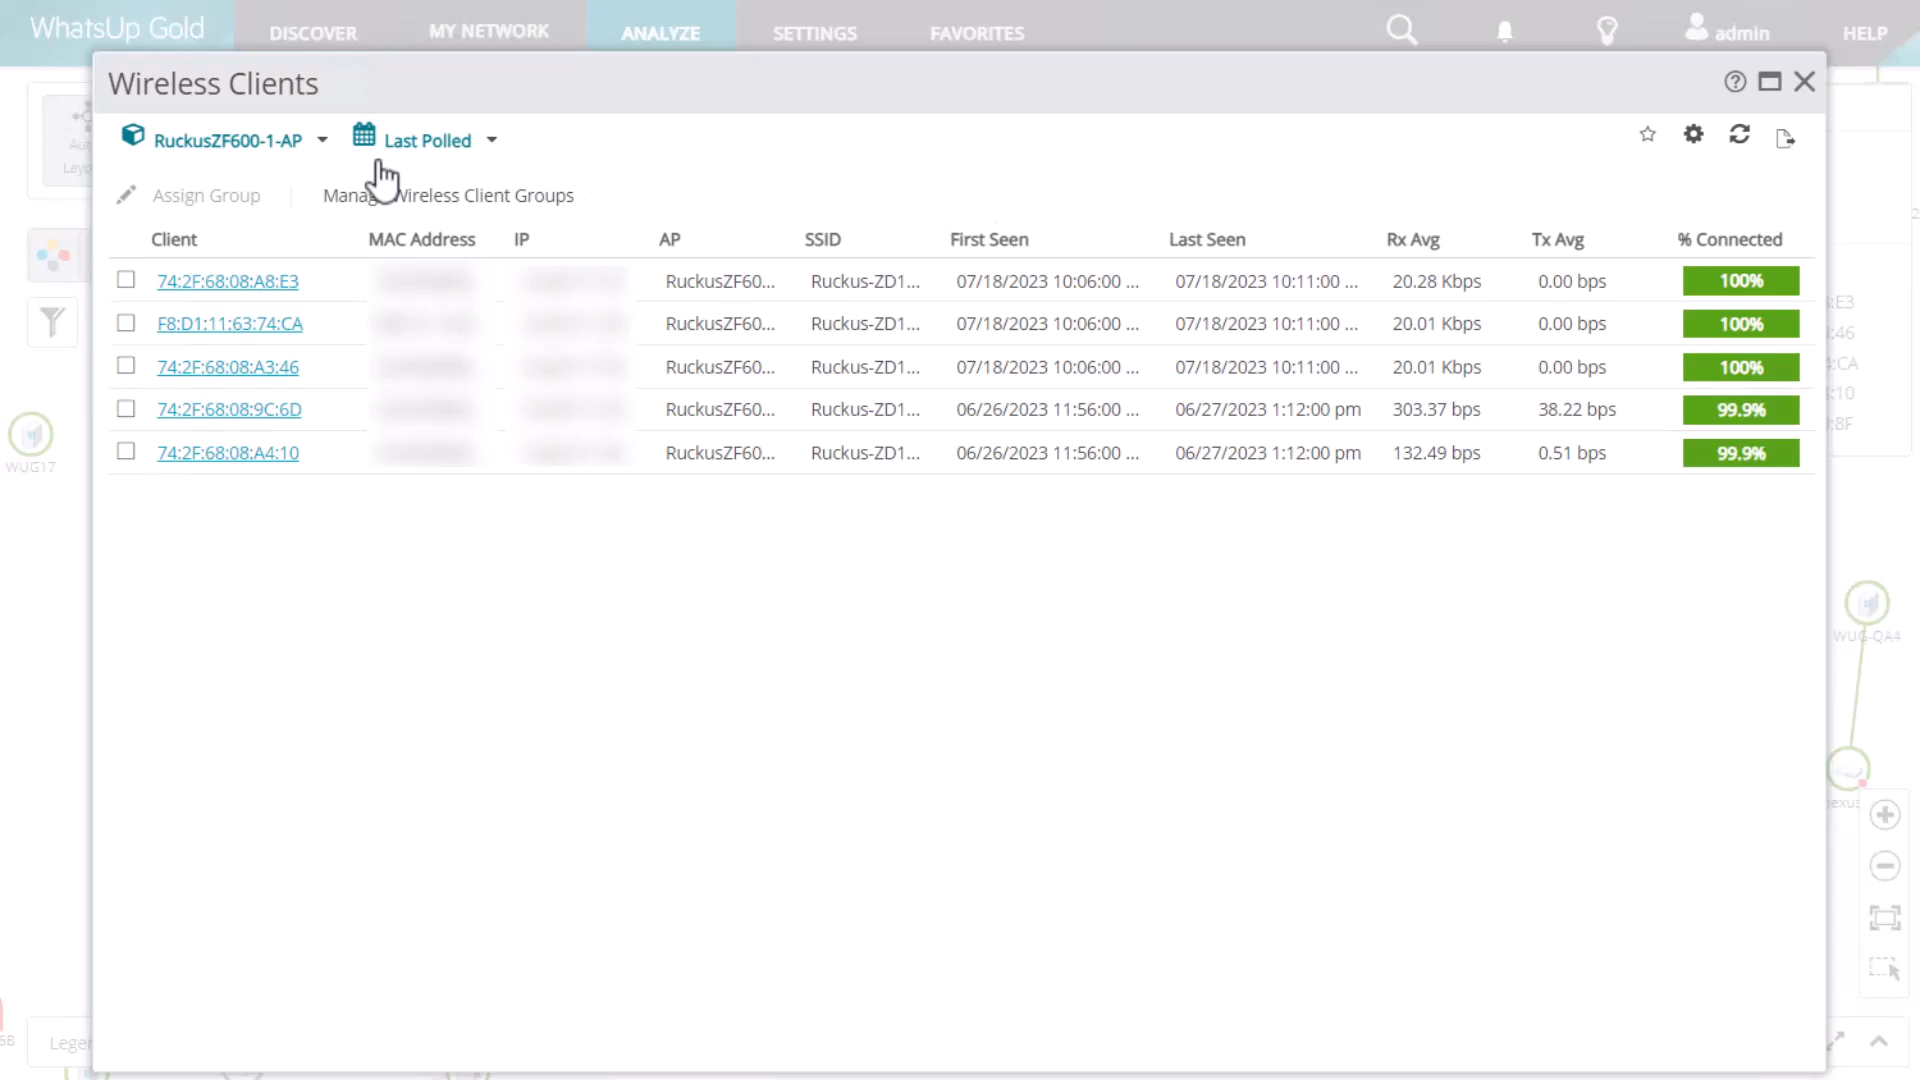 WhatsUp Gold DISCOVER MY NETWORK ANALYZE SETTINGS FAVORITES admin HELP
Wireless Clients
RuckusZF600-1-AP Last Polled
Assign Group Wireless Client Groups
Client MAC Address IP AP SSID First Seen Last Seen Rx Avg Tx Avg % Connected
74:2F:68:08:A8:E3 RuckusZF60... Ruckus-ZD1... 07/18/2023 10:06:00 ... 07/18/2023 10:11:00 ... 20.28 Kbps 0.00 bps 100%
F8:D1:11:63:74:CA RuckusZF60... Ruckus-ZD1... 07/18/2023 10:06:00 ... 07/18/2023 10:11:00 ... 20.01 Kbps 0.00 bps 100%
74:2F:68:08:A3:46 RuckusZF60... Ruckus-ZD1... 07/18/2023 10:06:00 ... 07/18/2023 10:11:00 ... 20.01 Kbps 0.00 bps 100%
74:2F:68:08:9C:6D RuckusZF60... Ruckus-ZD1... 06/26/2023 11:56:00 ... 06/27/2023 1:12:00 pm 303.37 bps 38.22 bps 99.9%
74:2F:68:08:A4:10 RuckusZF60... Ruckus-ZD1... 06/26/2023 11:56:00 ... 06/27/2023 1:12:00 pm 132.49 bps 0.51 bps 99.9%
:E3
:46
:CA
:10
:8F
WUG17
WUG-QA4